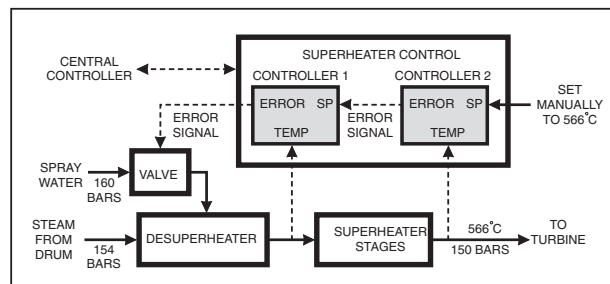 SUPERHEATER CONTROL
CENTRAL
CONTROLLER
CONTROLLER 1
CONTROLLER 2
ERROR SP
TEMP
ERROR
SIGNAL
ERROR SP
TEMP
SET
MANUALLY
TO 566°C
ERROR
SIGNAL
SPRAY
WATER
160
BARS
VALVE
STEAM
FROM
DRUM
154
BARS
DESUPERHEATER
SUPERHEATER
STAGES
566°C
150 BARS
TO
TURBINE